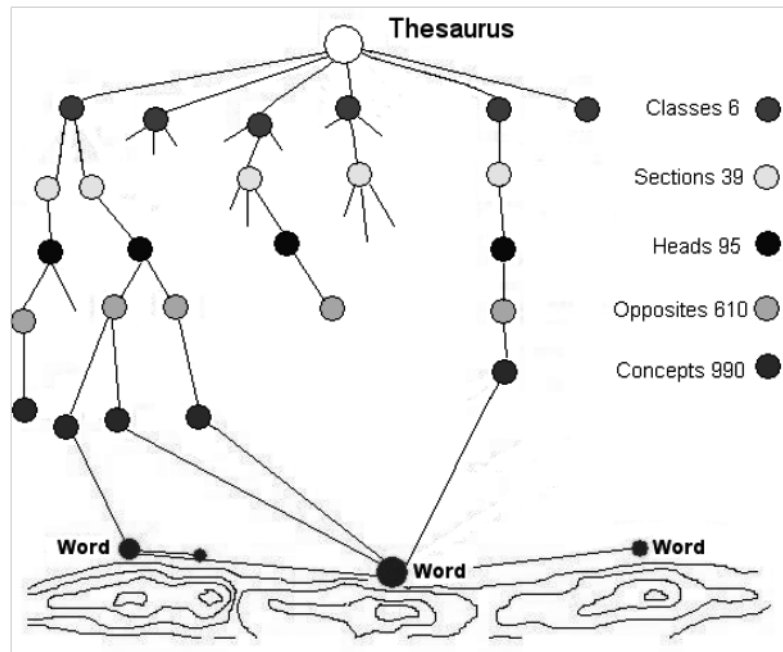 Thesaurus
Classes 6
Sections 39
Heads 95
Opposites 610
Concepts 990
Word
Word
Word